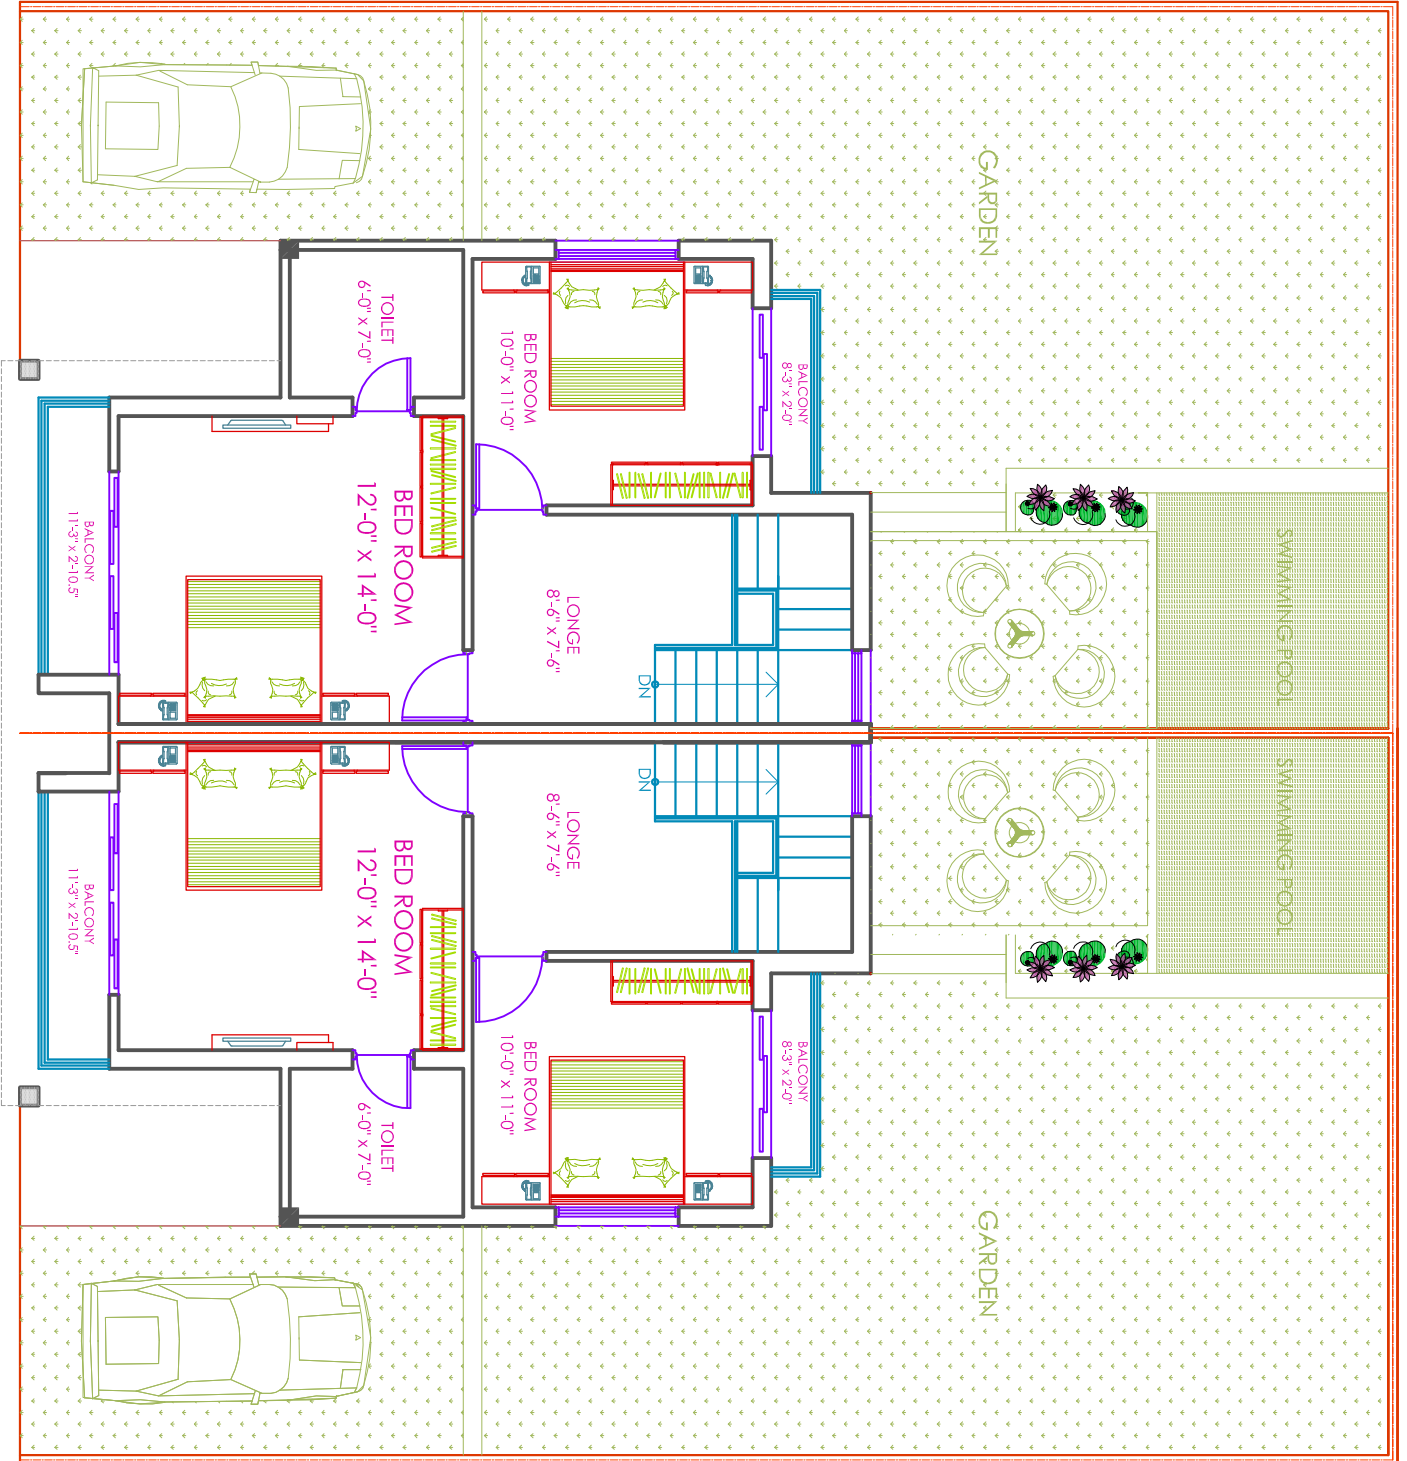 GARDEN
TOILET
6'-0" x 7'-0"
BED ROOM
10'-0" x 11'-0"
BALCONY
8'-3" x 2'-0"
BED ROOM
12'-0" x 14'-0"
BALCONY
11'-3" x 2'-10.5"
LONGE
8'-6" x 7'-6"
DN
SWIMMING POOL
DN
LONGE
8'-6" x 7'-6"
SWIMMING POOL
BED ROOM
12'-0" x 14'-0"
BALCONY
11'-3" x 2'-10.5"
BED ROOM
10'-0" x 11'-0"
BALCONY
8'-3" x 2'-0"
TOILET
6'-0" x 7'-0"
GARDEN